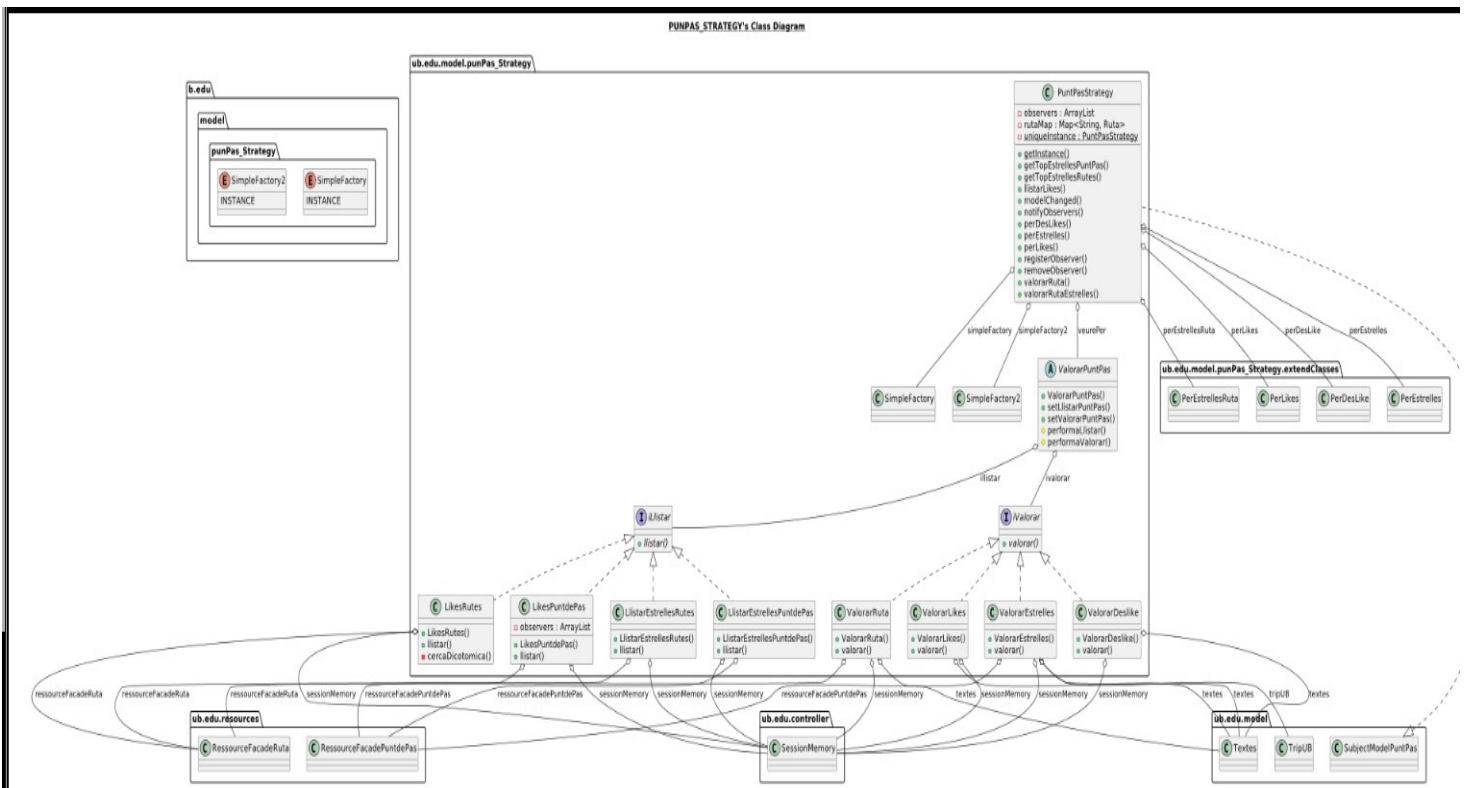 PUNPAS_STRATEGY's Class Diagram
ub.edu.model.punPas_Strategy
b.edu
model
punPas_Strategy
E SimpleFactory2
INSTANCE
E SimpleFactory
INSTANCE
C PuntPasStrategy
observers : ArrayList
rutaMap : Map<String, Ruta>
uniqueInstance : PuntPasStrategy
getInstance()
getTopEstrellesPuntPas()
getTopEstrellesRutes()
llistarLikes()
modelChanged()
notifyObservers()
perDesLikes()
perEstrelles()
perLikes()
registerObserver()
removeObserver()
valorarRuta()
valorarRutaEstrelles()
simpleFactory
simpleFactory2
veurePer
perEstrellesRuta
perLikes
perDesLike
perEstrelles
C SimpleFactory
C SimpleFactory2
A ValorarPuntPas
ValorarPuntPas()
setLlistarPuntPas()
setValorarPuntPas()
performaLlistar()
performaValorar()
ub.edu.model.punPas_Strategy.extendClasses
C PerEstrellesRuta
C PerLikes
C PerDesLike
C PerEstrelles
illistar
ivalorar
I iLlistar
llistar()
I iValorar
valorar()
C LikesRutes
LikesRutes()
llistar()
cercaDicotomica()
C LikesPuntdePas
observers : ArrayList
LikesPuntdePas()
llistar()
C LlistarEstrellesRutes
LlistarEstrellesRutes()
llistar()
C LlistarEstrellesPuntdePas
LlistarEstrellesPuntdePas()
llistar()
C ValorarRuta
ValorarRuta()
valorar()
C ValorarLikes
ValorarLikes()
valorar()
C ValorarEstrelles
ValorarEstrelles()
valorar()
C ValorarDeslike
ValorarDeslike()
valorar()
ressourceFacadeRuta
ressourceFacadeRuta
ressourceFacadeRuta
sessionMemory
ressourceFacadePuntdePas
ressourceFacadePuntdePas
sessionMemory
sessionMemory
sessionMemory
ressourceFacadePuntdePas
sessionMemory
textes
sessionMemory
sessionMemory
sessionMemory
textes
textes
tripUB
textes
ub.edu.resources
C RessourceFacadeRuta
C RessourceFacadePuntdePas
ub.edu.controller
C SessionMemory
ub.edu.model
C Textes
C TripUB
C SubjectModelPuntPas